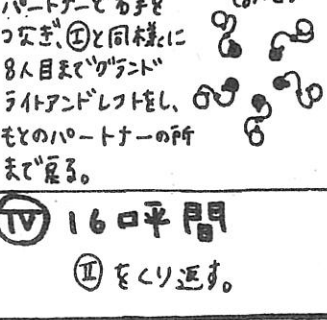 パートナーと右手を
つなぎ、Ⅰと同様に
8人目までグランド
ライトアンドレフトをし、
もとのパートナーの所
まで戻る。
Ⅳ 16呼間
Ⅱをくり返す。